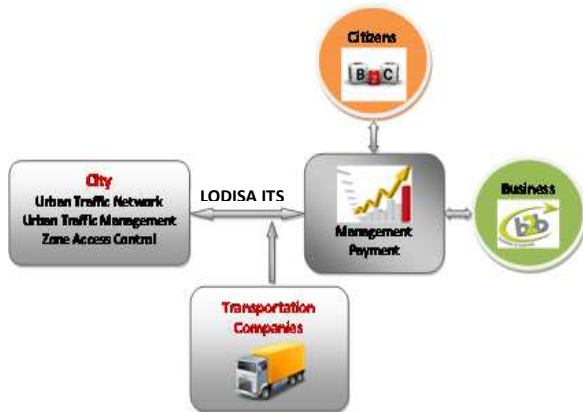 Citizens
B 2 C
City
Urban Traffic Network
Urban Traffic Management
Zone Access Control
LODISA ITS
Management
Payment
Business
b2b
Transportation
Companies